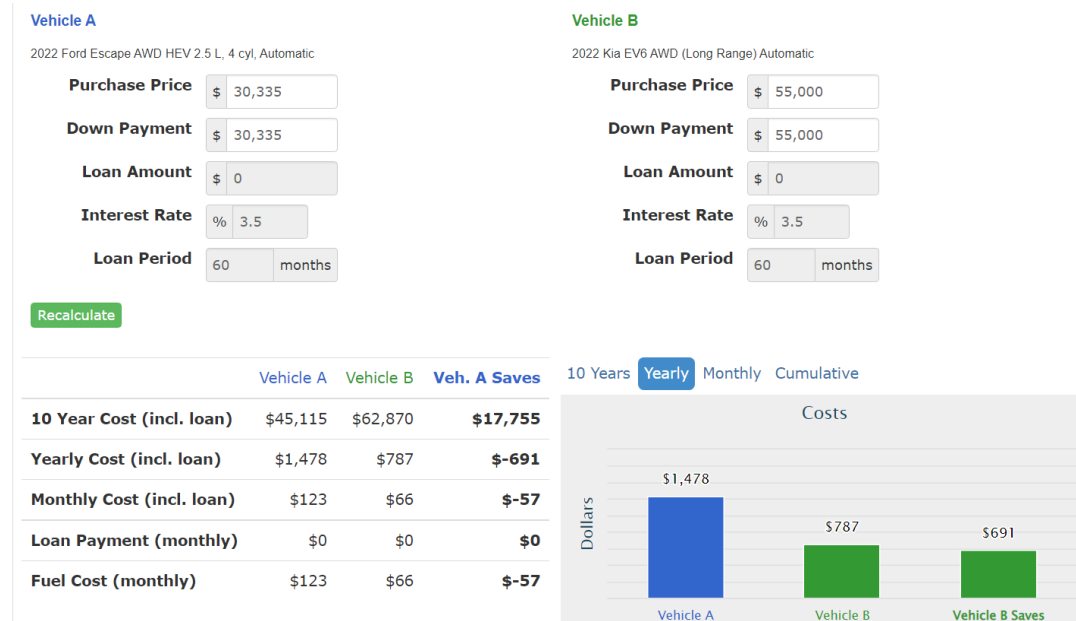 Vehicle A
2022 Ford Escape AWD HEV 2.5 L, 4 cyl, Automatic
Purchase Price $ 30,335
Down Payment $ 30,335
Loan Amount $ 0
Interest Rate % 3.5
Loan Period 60 months
Recalculate
Vehicle B
2022 Kia EV6 AWD (Long Range) Automatic
Purchase Price $ 55,000
Down Payment $ 55,000
Loan Amount $ 0
Interest Rate % 3.5
Loan Period 60 months
Vehicle A Vehicle B Veh. A Saves
10 Year Cost (incl. loan) $45,115 $62,870 $17,755
Yearly Cost (incl. loan) $1,478 $787 $-691
Monthly Cost (incl. loan) $123 $66 $-57
Loan Payment (monthly) $0 $0 $0
Fuel Cost (monthly) $123 $66 $-57
10 Years Yearly Monthly Cumulative
Costs
Dollars
$1,478
$787
$691
Vehicle A Vehicle B Vehicle B Saves